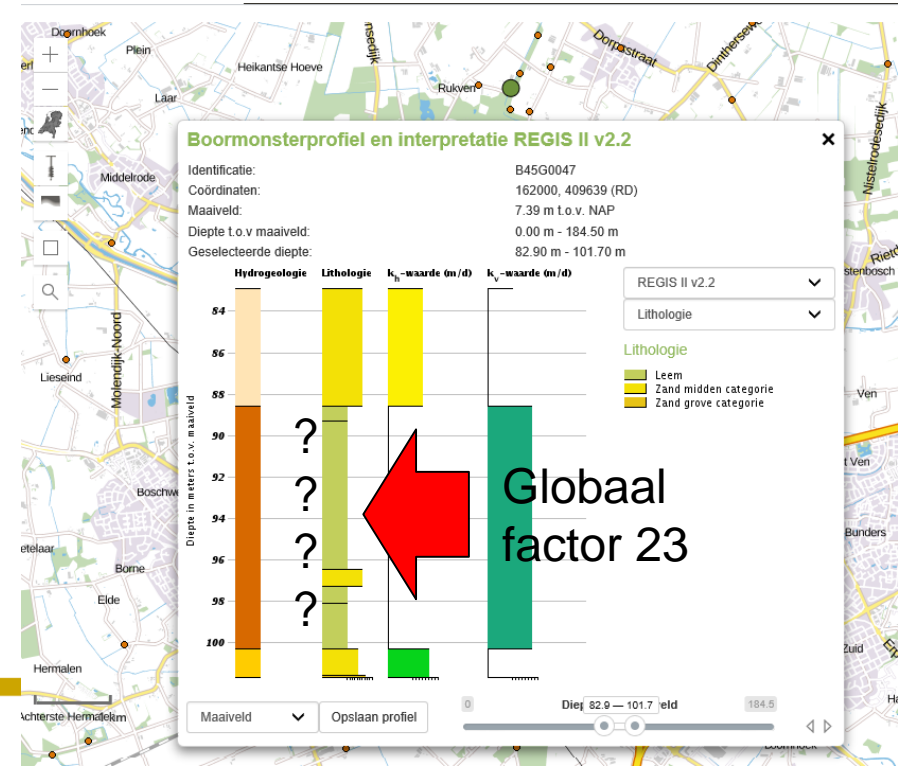 Doornhoek
Plein
Heikantse Hoeve
Dorpsstraat
Rukven
Laar
Middelrode
Nistelrodesedijk
Boormonsterprofiel en interpretatie REGIS II v2.2
Identificatie: B45G0047
Coördinaten: 162000, 409639 (RD)
Maaiveld: 7.39 m t.o.v. NAP
Diepte t.o.v maaiveld: 0.00 m - 184.50 m
Geselecteerde diepte: 82.90 m - 101.70 m
Hydrogeologie Lithologie kh-waarde (m/d) kv-waarde (m/d)
REGIS II v2.2
Lithologie
Lithologie
Leem
Zand midden categorie
Zand grove categorie
Diepte in meters t.o.v. maaiveld
84
86
88
90
92
94
96
98
100
?
?
?
?
Globaal
factor 23
Molendijk-Noord
Lieseind
Ven
t Ven
Bunders
Borne
Elde
Zuid
Hermalen
Maaiveld
Opslaan profiel
0
82.9 — 101.7
184.5